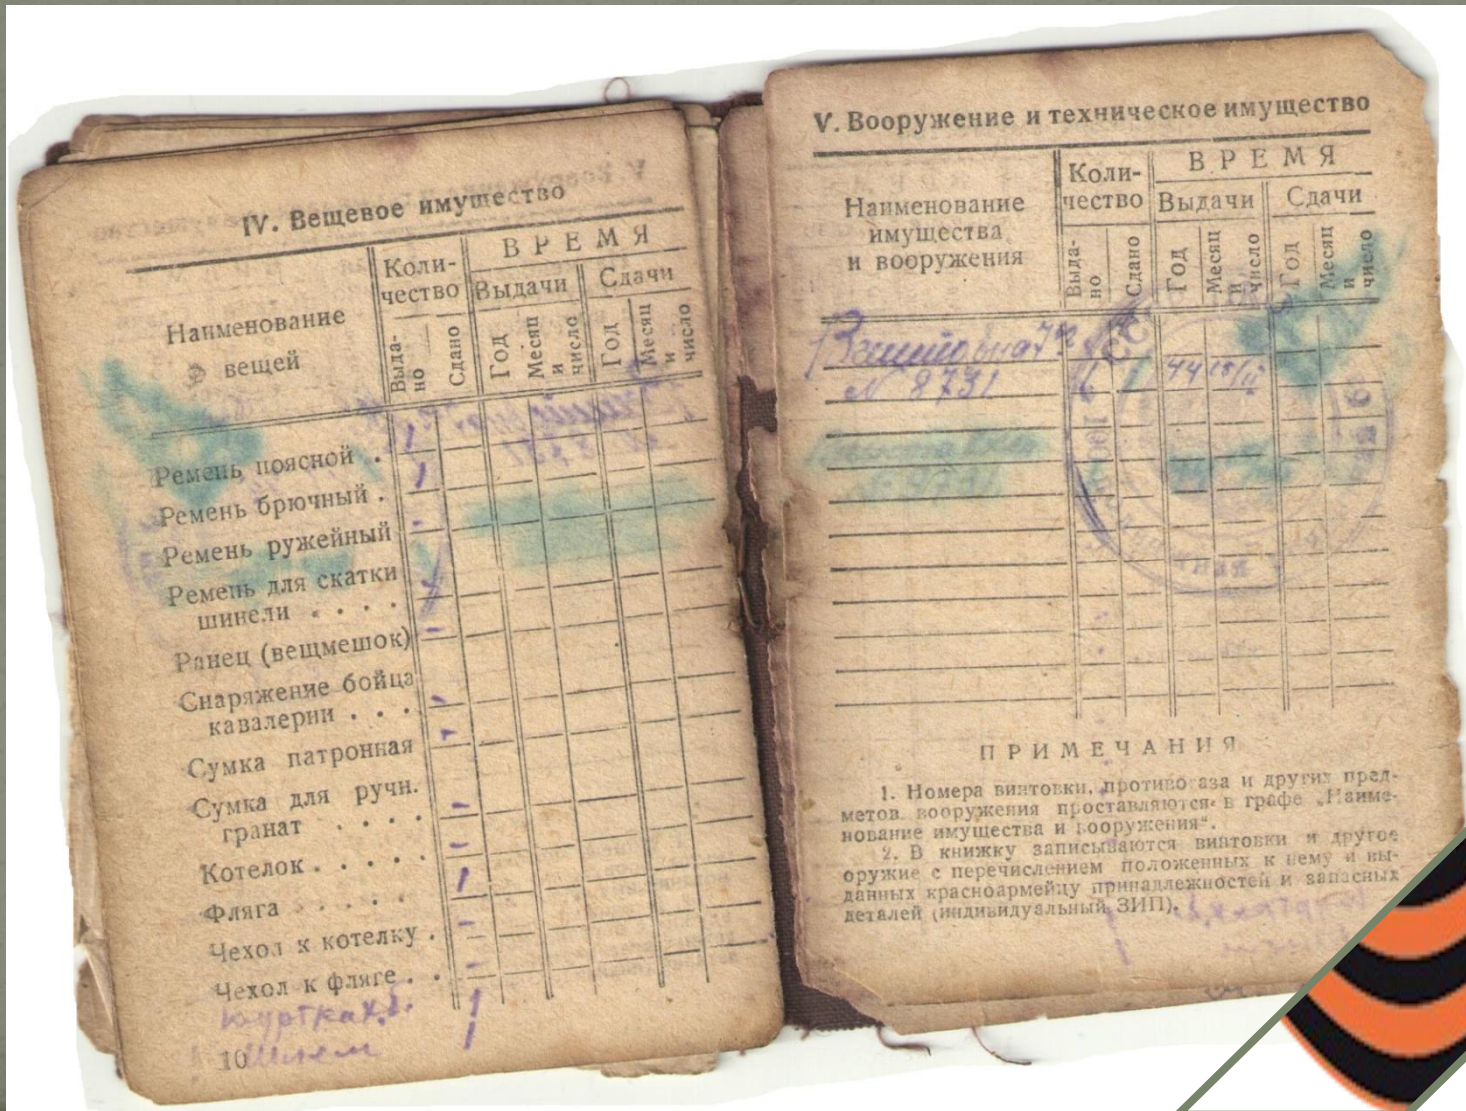 IV. Вещевое имущество
Наименование
вещей
Коли-
чество
ВРЕМЯ
Выдачи
Сдачи
Выда-
но
Сдано
Год
Месяц
и
число
Год
Месяц
и
число
Ремень поясной .
Ремень брючный .
Ремень ружейный
Ремень для скатки
шинели . . . .
Ранец (вещмешок)
Снаряжение бойца
кавалерии . . .
Сумка патронная
Сумка для ручн.
гранат . . . .
Котелок . . . . .
Фляга . . . . .
Чехол к котелку .
Чехол к фляге . .
куртка х.б.
10 Шлем
V. Вооружение и техническое имущество
Наименование
имущества
и вооружения
Коли-
чество
ВРЕМЯ
Выдачи
Сдачи
Выда-
но
Сдано
Год
Месяц
и
число
Год
Месяц
и
число
Винтовка
N 8731 44
ПРИМЕЧАНИЯ
1. Номера винтовки, противогаза и других пред-
метов вооружения проставляются в графе „Наиме-
нование имущества и вооружения“.
2. В книжку записываются винтовки и другое
оружие с перечислением положенных к нему и вы-
данных красноармейцу принадлежностей и запасных
деталей (индивидуальный ЗИП).